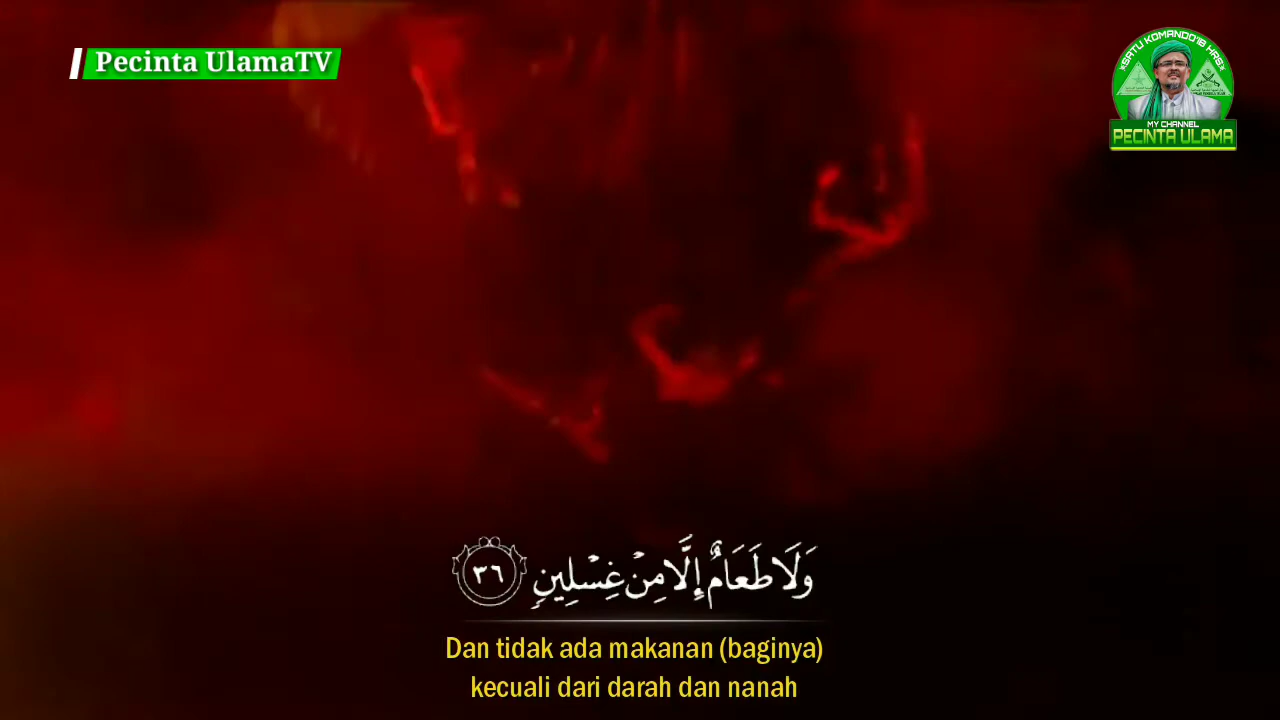 Pecinta UlamaTV
★SATU KOMANDO'IB HRS★
MY CHANNEL
PECINTA ULAMA
وَلَا طَعَامٌ إِلَّا مِنْ غِسْلِينٍ ٣٦
Dan tidak ada makanan (baginya)
kecuali dari darah dan nanah